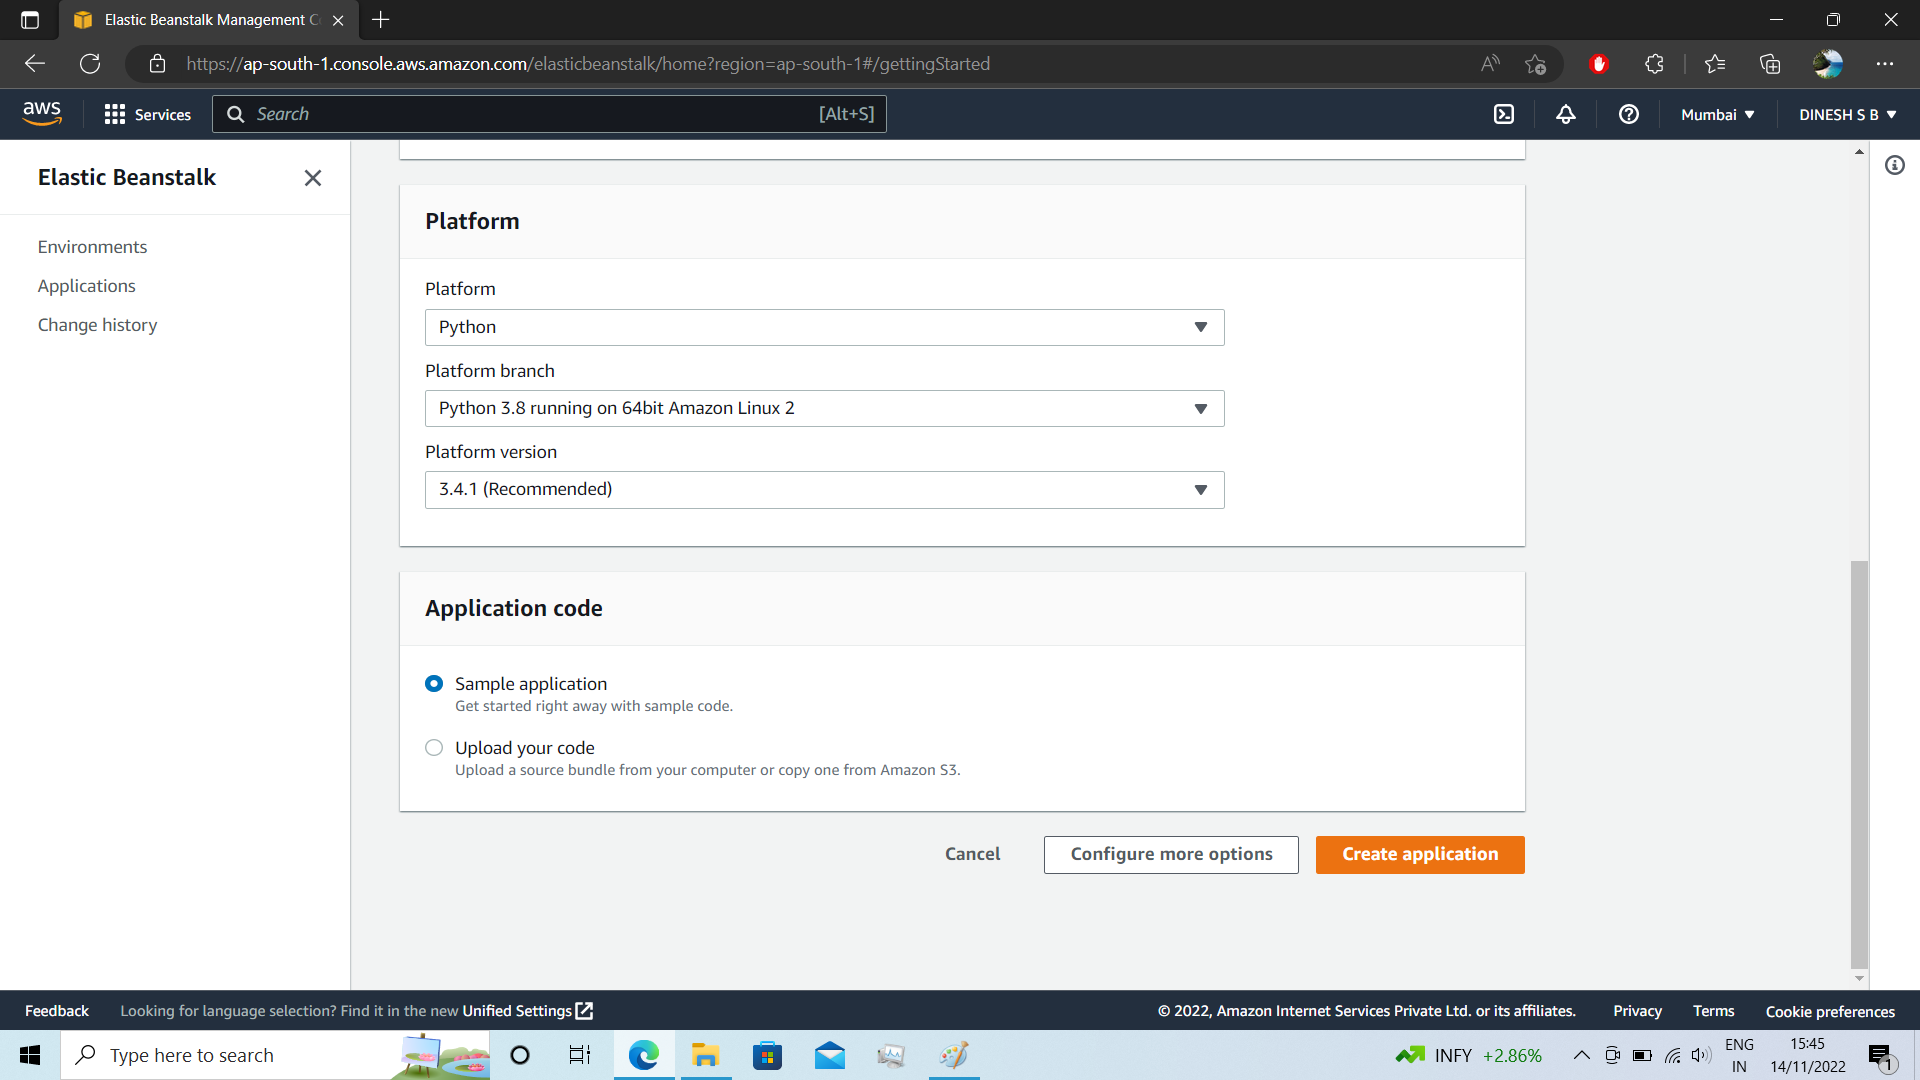 Elastic Beanstalk Management C
https://ap-south-1.console.aws.amazon.com/elasticbeanstalk/home?region=ap-south-1#/gettingStarted
aws
Services
Search
[Alt+S]
Mumbai
DINESH S B
Elastic Beanstalk
Environments
Applications
Change history
Platform
Platform
Python
Platform branch
Python 3.8 running on 64bit Amazon Linux 2
Platform version
3.4.1 (Recommended)
Application code
Sample application
Get started right away with sample code.
Upload your code
Upload a source bundle from your computer or copy one from Amazon S3.
Cancel
Configure more options
Create application
Feedback
Looking for language selection? Find it in the new Unified Settings
© 2022, Amazon Internet Services Private Ltd. or its affiliates.
Privacy
Terms
Cookie preferences
Type here to search
INFY +2.86%
ENG
IN
15:45
14/11/2022
1